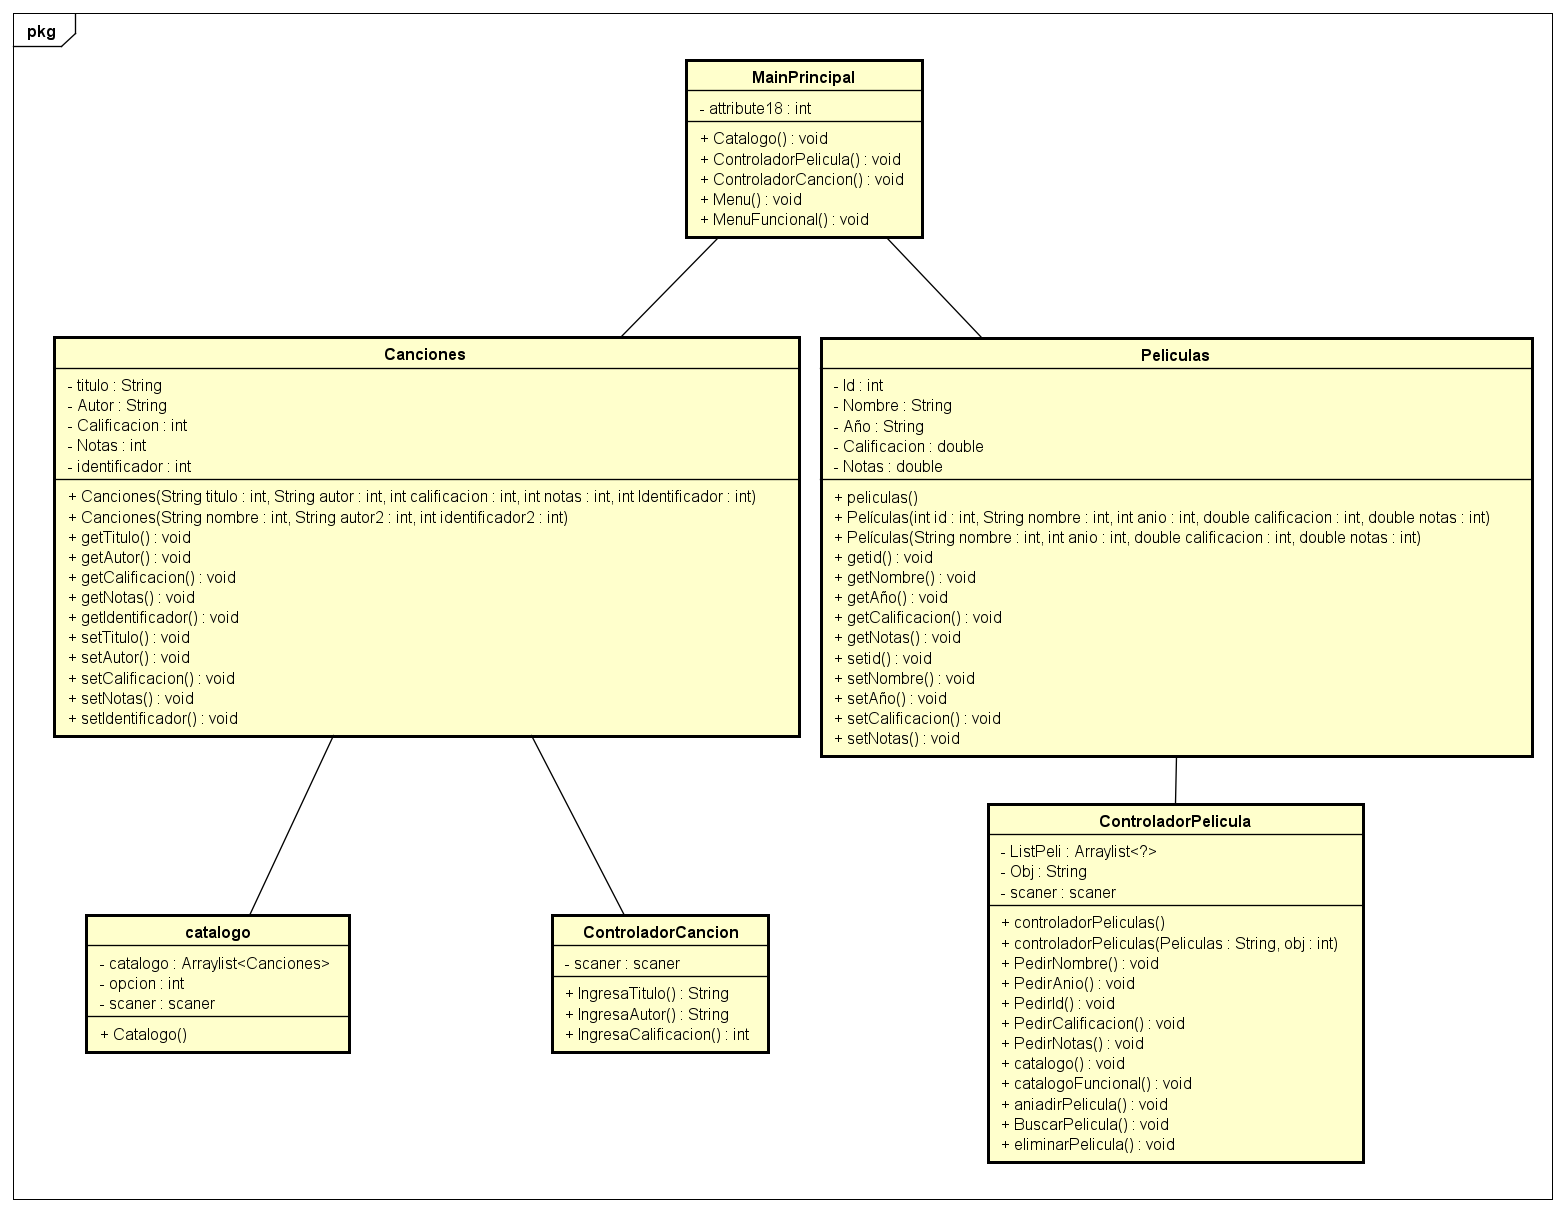 pkg
MainPrincipal
- attribute18 : int
+ Catalogo() : void
+ ControladorPelicula() : void
+ ControladorCancion() : void
+ Menu() : void
+ MenuFuncional() : void
Canciones
- titulo : String
- Autor : String
- Calificacion : int
- Notas : int
- identificador : int
+ Canciones(String titulo : int, String autor : int, int calificacion : int, int notas : int, int Identificador : int)
+ Canciones(String nombre : int, String autor2 : int, int identificador2 : int)
+ getTitulo() : void
+ getAutor() : void
+ getCalificacion() : void
+ getNotas() : void
+ getIdentificador() : void
+ setTitulo() : void
+ setAutor() : void
+ setCalificacion() : void
+ setNotas() : void
+ setIdentificador() : void
Peliculas
- Id : int
- Nombre : String
- Año : String
- Calificacion : double
- Notas : double
+ peliculas()
+ Películas(int id : int, String nombre : int, int anio : int, double calificacion : int, double notas : int)
+ Películas(String nombre : int, int anio : int, double calificacion : int, double notas : int)
+ getid() : void
+ getNombre() : void
+ getAño() : void
+ getCalificacion() : void
+ getNotas() : void
+ setid() : void
+ setNombre() : void
+ setAño() : void
+ setCalificacion() : void
+ setNotas() : void
catalogo
- catalogo : Arraylist<Canciones>
- opcion : int
- scaner : scaner
+ Catalogo()
ControladorCancion
- scaner : scaner
+ IngresaTitulo() : String
+ IngresaAutor() : String
+ IngresaCalificacion() : int
ControladorPelicula
- ListPeli : Arraylist<?>
- Obj : String
- scaner : scaner
+ controladorPeliculas()
+ controladorPeliculas(Peliculas : String, obj : int)
+ PedirNombre() : void
+ PedirAnio() : void
+ PedirId() : void
+ PedirCalificacion() : void
+ PedirNotas() : void
+ catalogo() : void
+ catalogoFuncional() : void
+ aniadirPelicula() : void
+ BuscarPelicula() : void
+ eliminarPelicula() : void